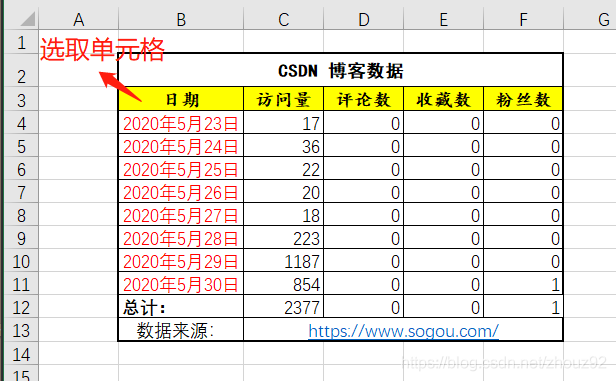 A B C D E F G
1 选取单元格
2 CSDN 博客数据
3 日期 访问量 评论数 收藏数 粉丝数
4 2020年5月23日 17 0 0 0
5 2020年5月24日 36 0 0 0
6 2020年5月25日 22 0 0 0
7 2020年5月26日 20 0 0 0
8 2020年5月27日 18 0 0 0
9 2020年5月28日 223 0 0 0
10 2020年5月29日 1187 0 0 0
11 2020年5月30日 854 0 0 1
12 总计： 2377 0 0 1
13 数据来源： https://www.sogou.com/
14
https://blog.csdn.net/zhouz92
15